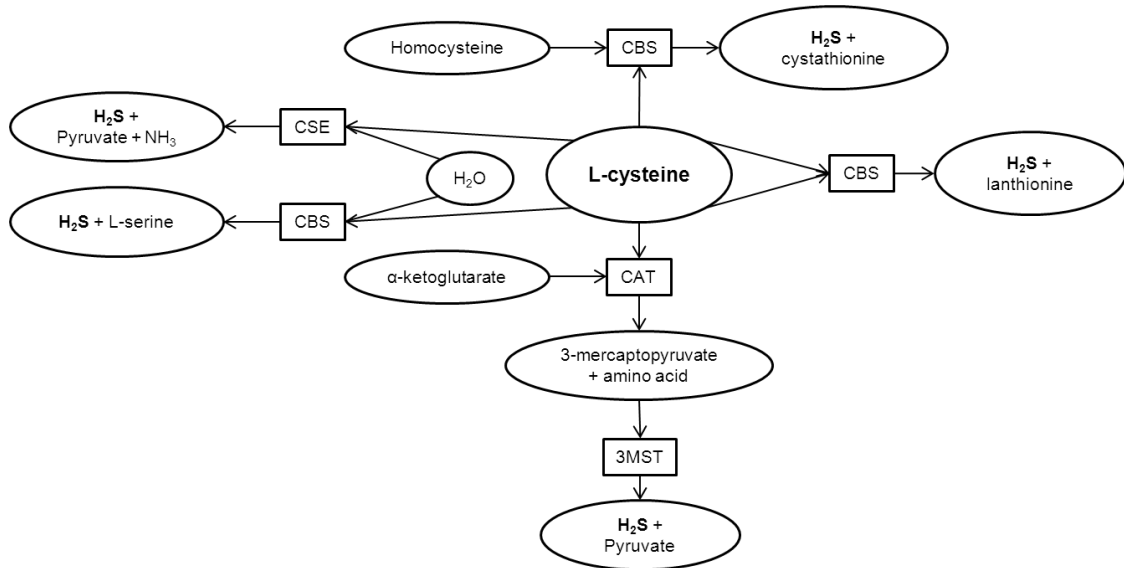 Homocysteine
CBS
H₂S +
cystathionine
H₂S +
Pyruvate + NH₃
CSE
H₂O
L-cysteine
CBS
H₂S +
lanthionine
H₂S + L-serine
CBS
α-ketoglutarate
CAT
3-mercaptopyruvate
+ amino acid
3MST
H₂S +
Pyruvate